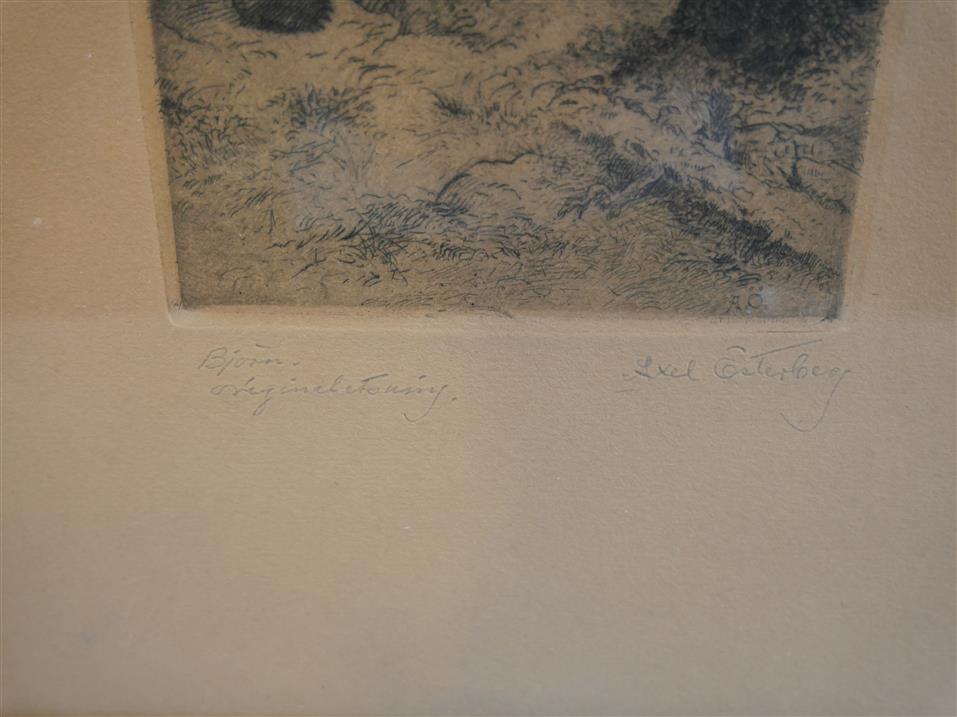 A.Ö.
Björn.
Originaletsning.
Axel Österberg